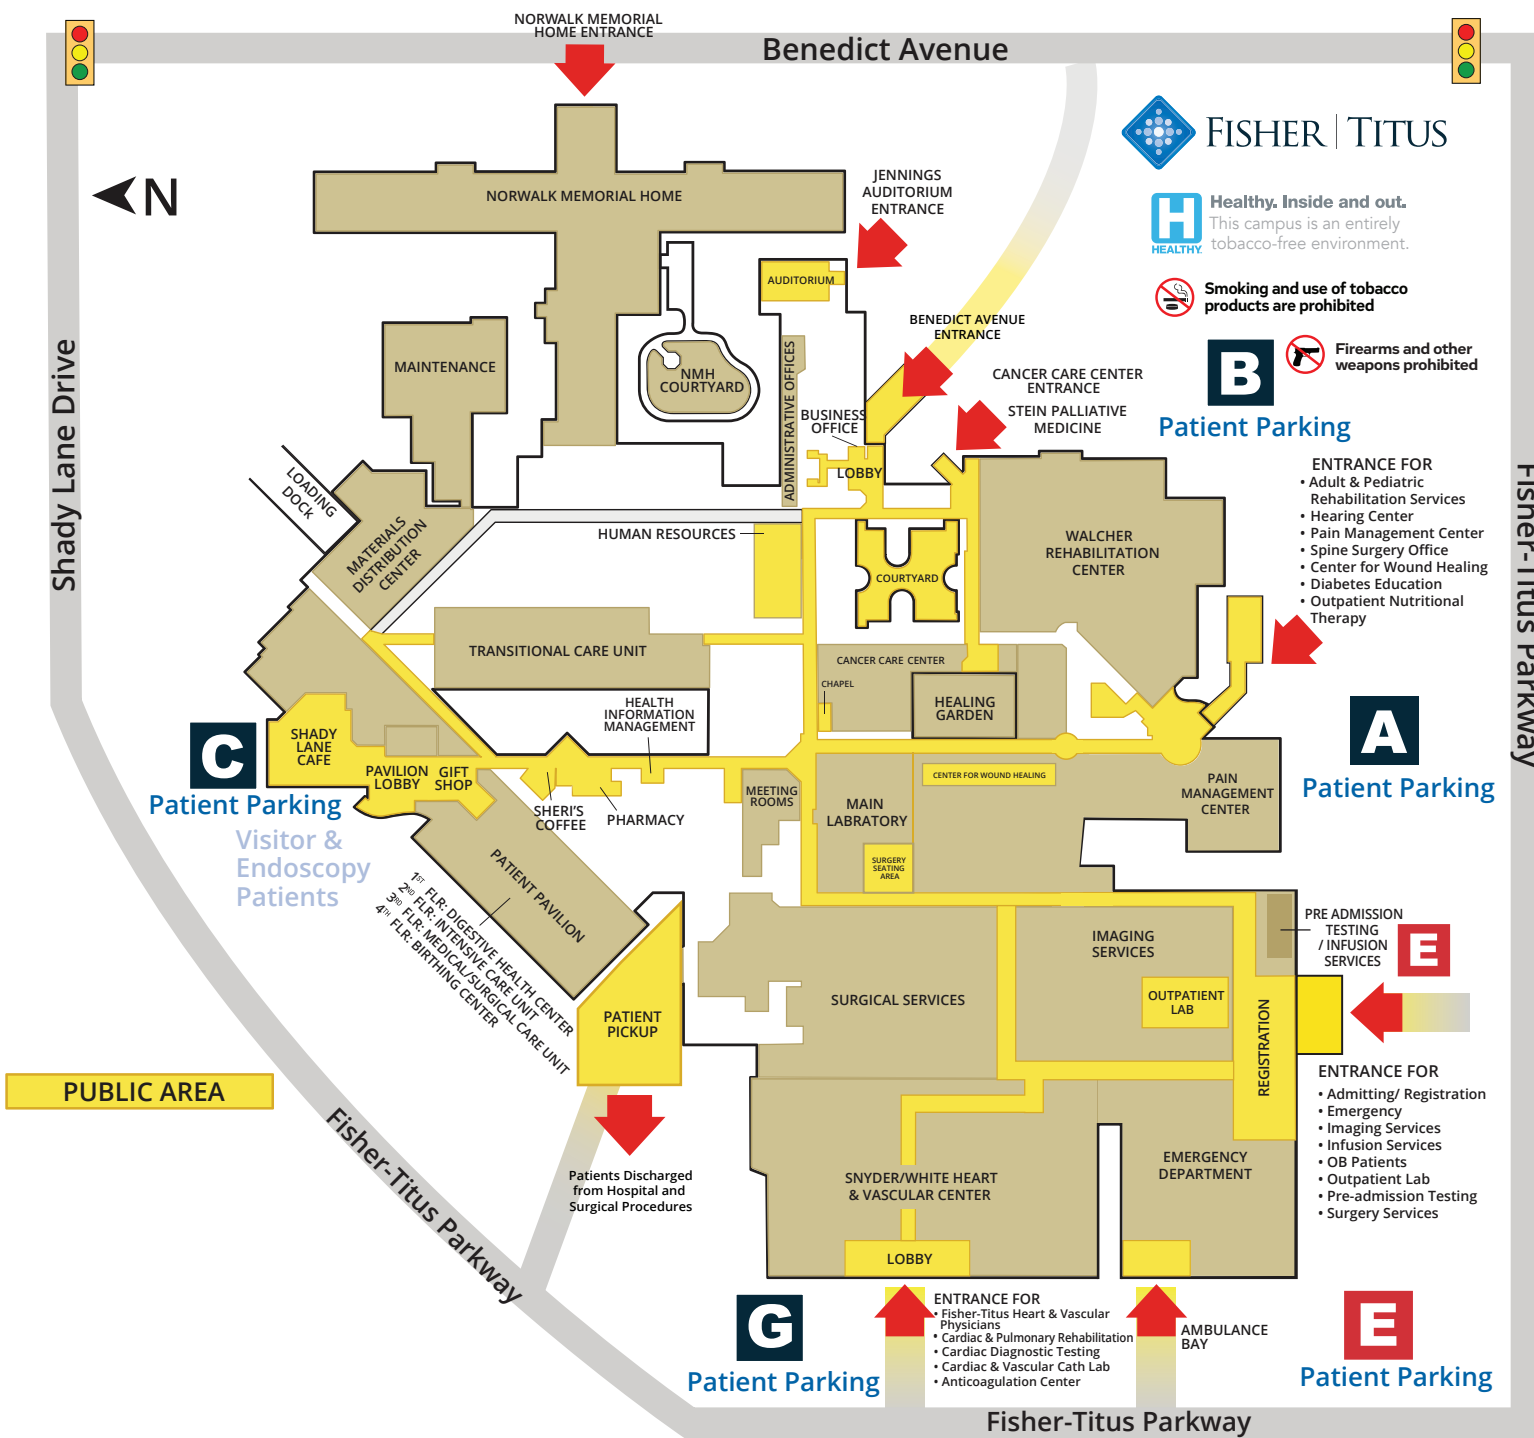 NORWALK MEMORIAL
HOME ENTRANCE
Benedict Avenue
FISHER | TITUS
N
JENNINGS
AUDITORIUM
ENTRANCE
NORWALK MEMORIAL HOME
H
HEALTHY
Healthy. Inside and out.
This campus is an entirely
tobacco-free environment.
AUDITORIUM
Smoking and use of tobacco
products are prohibited
BENEDICT AVENUE
ENTRANCE
B
Patient Parking
Firearms and other
weapons prohibited
Shady Lane Drive
MAINTENANCE
NMH
COURTYARD
ADMINISTRATIVE OFFICES
BUSINESS
OFFICE
CANCER CARE CENTER
ENTRANCE
STEIN PALLIATIVE
MEDICINE
LOBBY
LOADING
DOCK
MATERIALS
DISTRIBUTION
CENTER
HUMAN RESOURCES
COURTYARD
WALCHER
REHABILITATION
CENTER
ENTRANCE FOR
• Adult & Pediatric
Rehabilitation Services
• Hearing Center
• Pain Management Center
• Spine Surgery Office
• Center for Wound Healing
• Diabetes Education
• Outpatient Nutritional
Therapy
Fisher-Titus Parkway
TRANSITIONAL CARE UNIT
CANCER CARE CENTER
CHAPEL
HEALING
GARDEN
HEALTH
INFORMATION
MANAGEMENT
A
Patient Parking
SHADY
LANE
CAFE
C
Patient Parking
Visitor &
Endoscopy
Patients
PAVILION
LOBBY
GIFT
SHOP
SHERI'S
COFFEE
PHARMACY
MEETING
ROOMS
MAIN
LABRATORY
CENTER FOR WOUND HEALING
PAIN
MANAGEMENT
CENTER
SURGERY
SEATING
AREA
PATIENT PAVILION
1ST FLR: DIGESTIVE HEALTH CENTER
2ND FLR: INTENSIVE CARE UNIT
3RD FLR: MEDICAL/SURGICAL CARE UNIT
4TH FLR: BIRTHING CENTER
IMAGING
SERVICES
PRE ADMISSION
TESTING
/ INFUSION
SERVICES
E
SURGICAL SERVICES
OUTPATIENT
LAB
PATIENT
PICKUP
REGISTRATION
PUBLIC AREA
ENTRANCE FOR
• Admitting/ Registration
• Emergency
• Imaging Services
• Infusion Services
• OB Patients
• Outpatient Lab
• Pre-admission Testing
• Surgery Services
Patients Discharged
from Hospital and
Surgical Procedures
Fisher-Titus Parkway
SNYDER/WHITE HEART
& VASCULAR CENTER
EMERGENCY
DEPARTMENT
LOBBY
G
Patient Parking
ENTRANCE FOR
• Fisher-Titus Heart & Vascular
Physicians
• Cardiac & Pulmonary Rehabilitation
• Cardiac Diagnostic Testing
• Cardiac & Vascular Cath Lab
• Anticoagulation Center
AMBULANCE
BAY
E
Patient Parking
Fisher-Titus Parkway